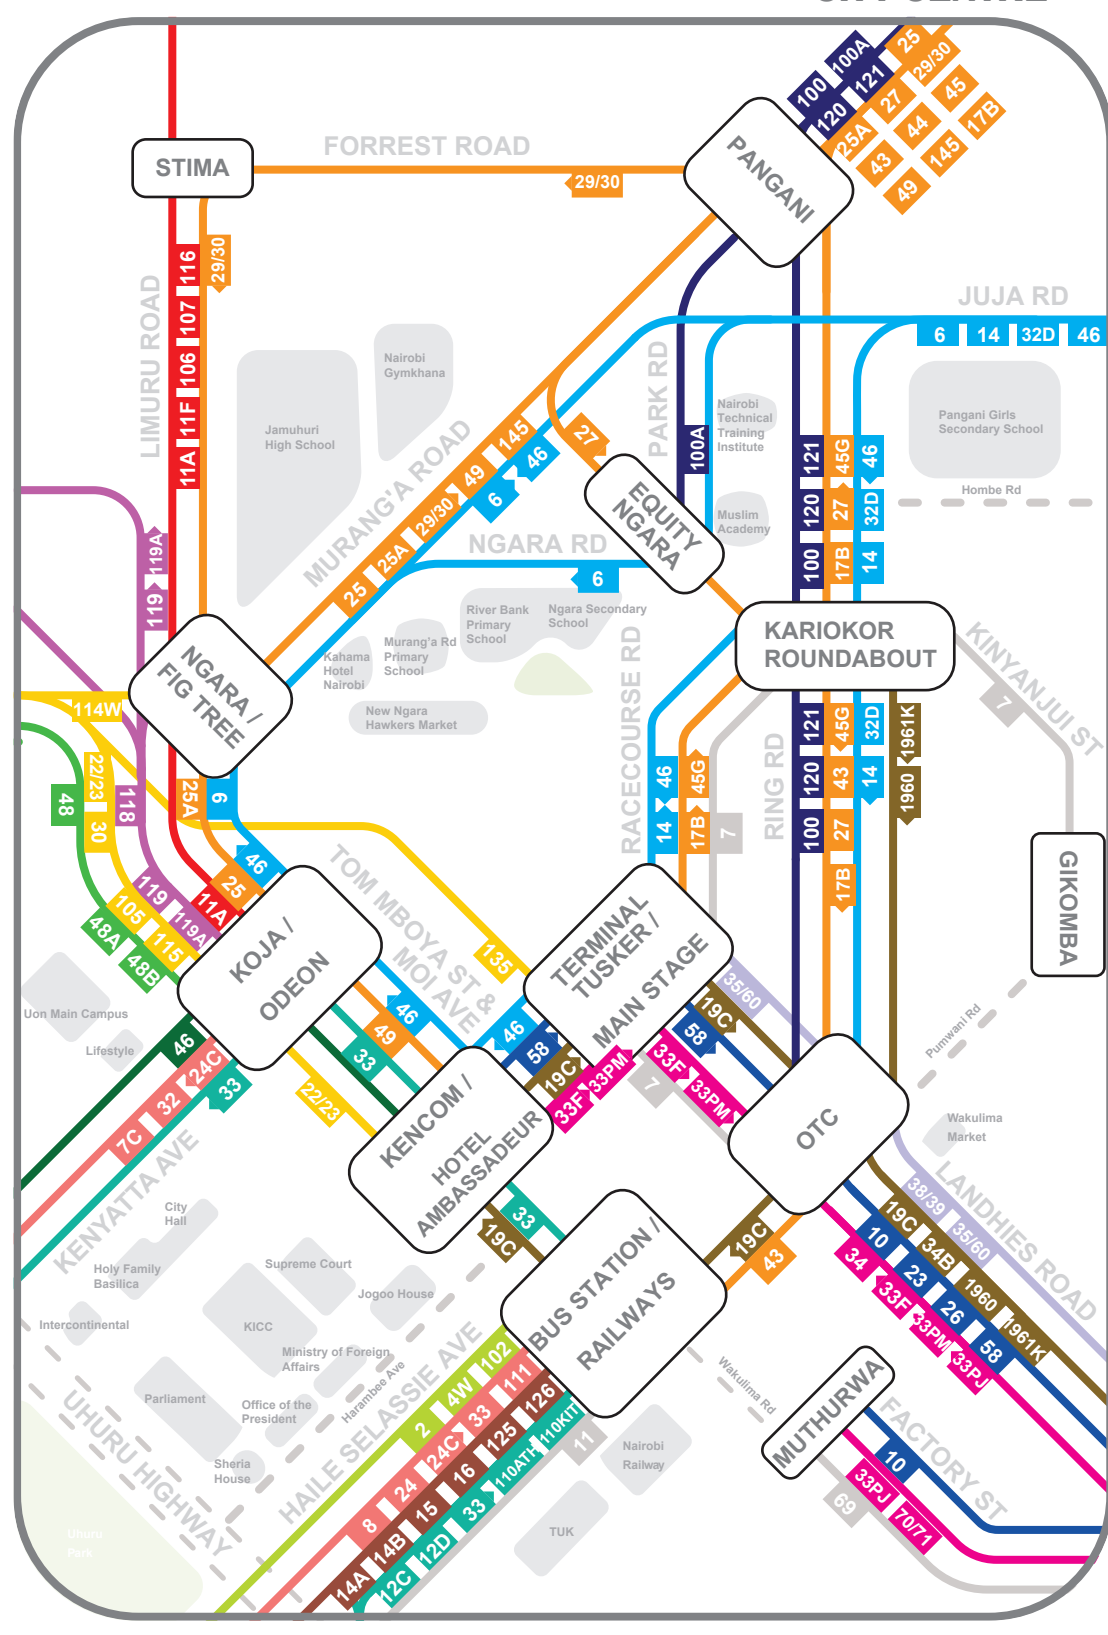 100
100A
120
121
25
29/30
25A
27
45
43
44
17B
49
145
PANGANI
STIMA
FORREST ROAD
29/30
29/30
LIMURU ROAD
116
107
106
11F
11A
Nairobi
Gymkhana
Jamuhuri
High School
MURANG'A ROAD
25
25A
29/30
49
145
6
46
27
EQUITY
NGARA
PARK RD
100A
JUJA RD
6
14
32D
46
Nairobi
Technical
Training
Institute
Muslim
Academy
Pangani Girls
Secondary School
Hombe Rd
121
45G
46
120
27
32D
100
17B
14
NGARA RD
6
119A
119
NGARA /
FIG TREE
River Bank
Primary
School
Ngara Secondary
School
Murang'a Rd
Primary
School
Kahama
Hotel
Nairobi
New Ngara
Hawkers Market
KARIOKOR
ROUNDABOUT
KINYANJUI ST
7
GIKOMBA
RACECOURSE RD
46
45G
14
17B
7
RING RD
121
45G
32D
1961K
120
43
14
1960
100
27
17B
114W
22/23
48
30
118
25A
6
46
25
11A
119
119A
105
115
48A
48B
KOJA /
ODEON
TOM MBOYA ST &
MOI AVE
135
TERMINAL
TUSKER /
MAIN STAGE
35/60
19C
58
33F
33PM
7
46
58
19C
33F
33PM
46
49
33
22/23
Uon Main Campus
Lifestyle
46
24C
33
32
7C
KENYATTA AVE
KENCOM /
HOTEL
AMBASSADEUR
OTC
Pumwani Rd
Wakulima
Market
33
19C
19C
43
BUS STATION /
RAILWAYS
LANDHIES ROAD
38/39
35/60
19C
34B
1960
1961K
10
23
26
58
34
33F
33PM
33PJ
City
Hall
Holy Family
Basilica
Supreme Court
Jogoo House
Intercontinental
KICC
Ministry of Foreign
Affairs
Parliament
Office of the
President
Harambee Ave
Sheria
House
UHURU HIGHWAY
Uhuru
Park
HAILE SELASSIE AVE
2
4W
102
8
24
24C
33
111
14A
14B
15
16
125
126
12C
12D
33
110ATH
110KIT
11
Nairobi
Railway
TUK
Wakulima Rd
MUTHURWA
FACTORY ST
10
33PJ
70/71
69